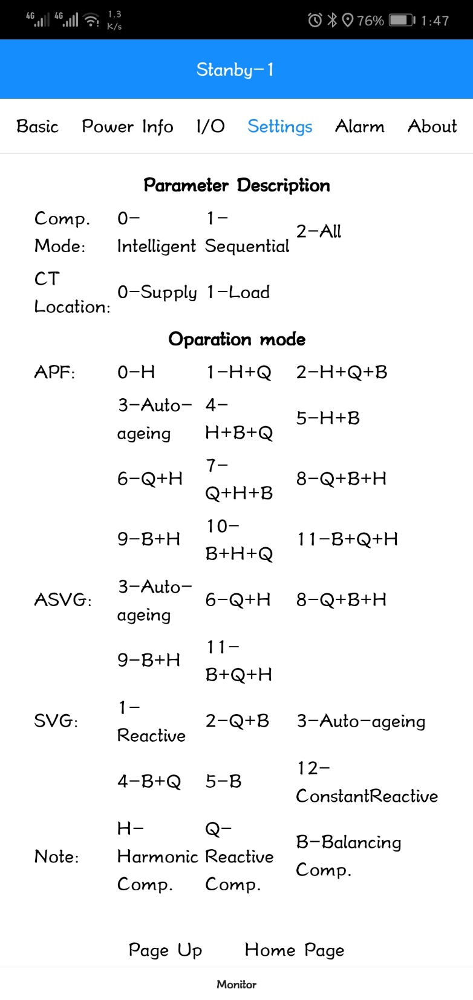 4G 4G 1.3 K/s 76% 1:47
Stanby-1
Basic Power Info I/O Settings Alarm About
Parameter Description
Comp. Mode: 0-Intelligent 1-Sequential 2-All
CT Location: 0-Supply 1-Load
Oparation mode
APF: 0-H 1-H+Q 2-H+Q+B
3-Auto-ageing 4-H+B+Q 5-H+B
6-Q+H 7-Q+H+B 8-Q+B+H
9-B+H 10-B+H+Q 11-B+Q+H
ASVG: 3-Auto-ageing 6-Q+H 8-Q+B+H
9-B+H 11-B+Q+H
SVG: 1-Reactive 2-Q+B 3-Auto-ageing
4-B+Q 5-B 12-ConstantReactive
Note: H-Harmonic Comp. Q-Reactive Comp. B-Balancing Comp.
Page Up Home Page
Monitor